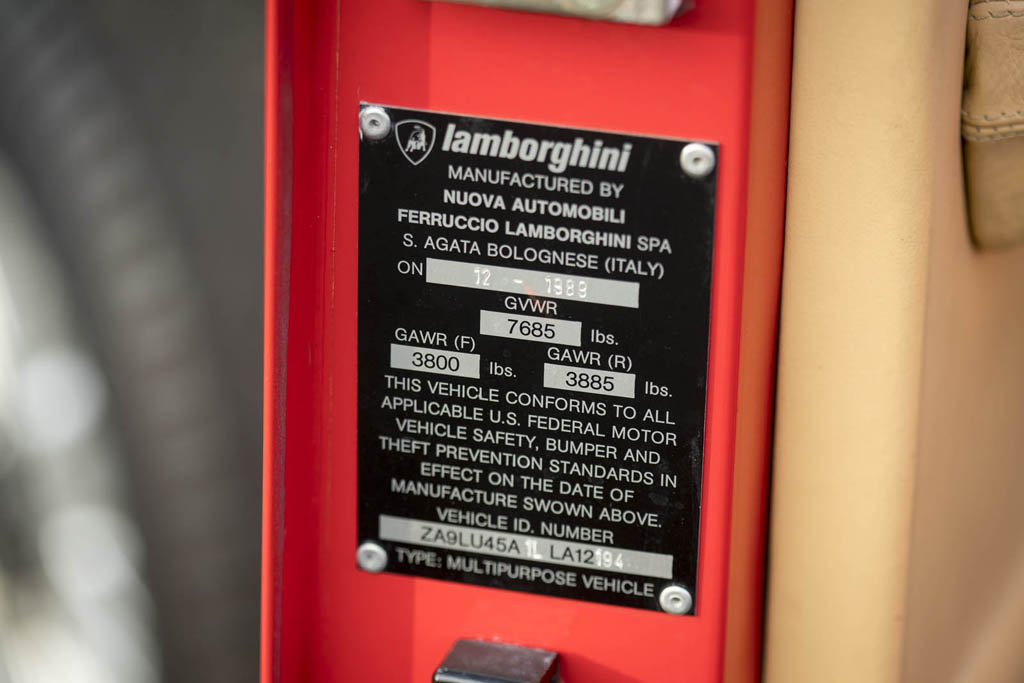 lamborghini
MANUFACTURED BY
NUOVA AUTOMOBILI
FERRUCCIO LAMBORGHINI SPA
S. AGATA BOLOGNESE (ITALY)
ON 12 - 1989
GVWR
7685 lbs.
GAWR (F) GAWR (R)
3800 lbs. 3885 lbs.
THIS VEHICLE CONFORMS TO ALL
APPLICABLE U.S. FEDERAL MOTOR
VEHICLE SAFETY, BUMPER AND
THEFT PREVENTION STANDARDS IN
EFFECT ON THE DATE OF
MANUFACTURE SWOWN ABOVE.
VEHICLE ID. NUMBER
ZA9LU45A1L LA12194
TYPE: MULTIPURPOSE VEHICLE